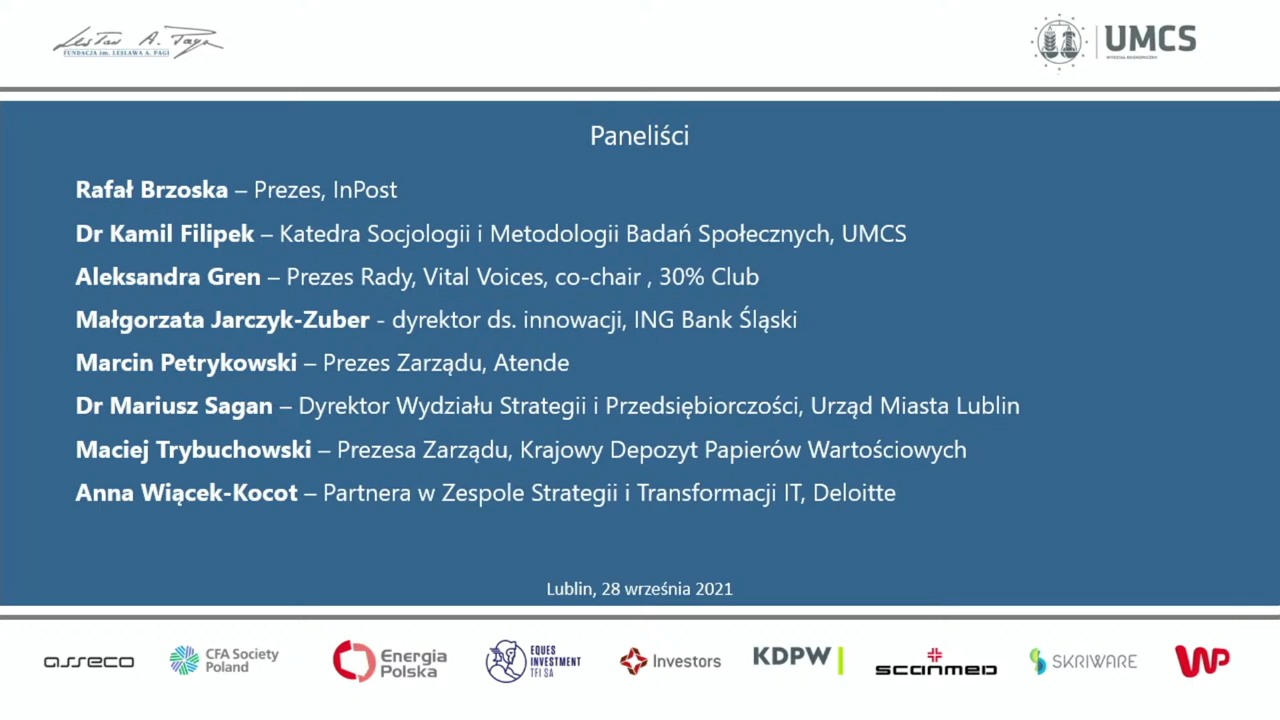 Lesław A. Paga
FUNDACJA im. LESŁAWA A. PAGI
UMCS
WYDZIAŁ EKONOMICZNY
Paneliści
Rafał Brzoska – Prezes, InPost
Dr Kamil Filipek – Katedra Socjologii i Metodologii Badań Społecznych, UMCS
Aleksandra Gren – Prezes Rady, Vital Voices, co-chair , 30% Club
Małgorzata Jarczyk-Zuber - dyrektor ds. innowacji, ING Bank Śląski
Marcin Petrykowski – Prezes Zarządu, Atende
Dr Mariusz Sagan – Dyrektor Wydziału Strategii i Przedsiębiorczości, Urząd Miasta Lublin
Maciej Trybuchowski – Prezesa Zarządu, Krajowy Depozyt Papierów Wartościowych
Anna Wiącek-Kocot – Partnera w Zespole Strategii i Transformacji IT, Deloitte
Lublin, 28 września 2021
asseco
CFA Society
Poland
Energia
Polska
EQUES
INVESTMENT
TFI SA
Investors
KDPW
scanmed
SKRIWARE
WP